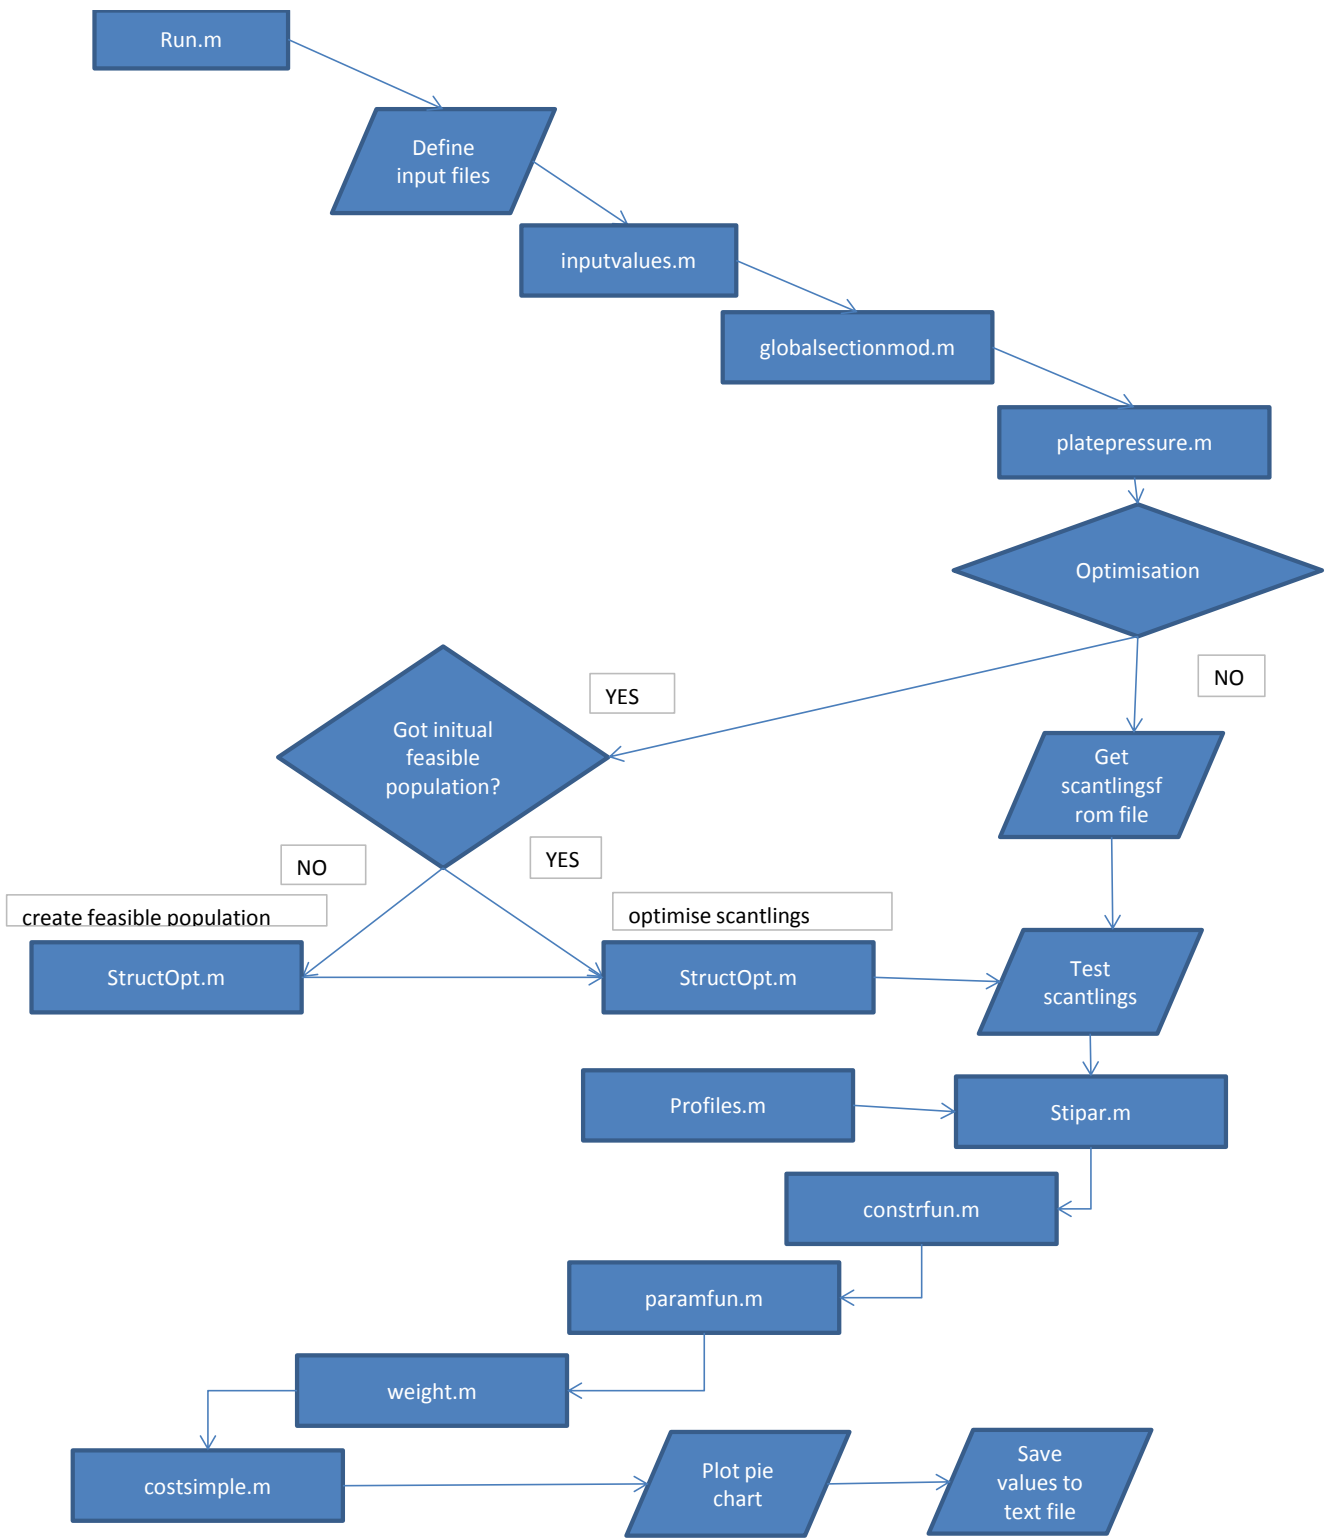 Run.m
Define
input files
inputvalues.m
globalsectionmod.m
platepressure.m
Optimisation
YES
NO
Got initual
feasible
population?
Get
scantlingsf
rom file
NO
YES
create feasible population
optimise scantlings
StructOpt.m
StructOpt.m
Test
scantlings
Profiles.m
Stipar.m
constrfun.m
paramfun.m
weight.m
costsimple.m
Plot pie
chart
Save
values to
text file